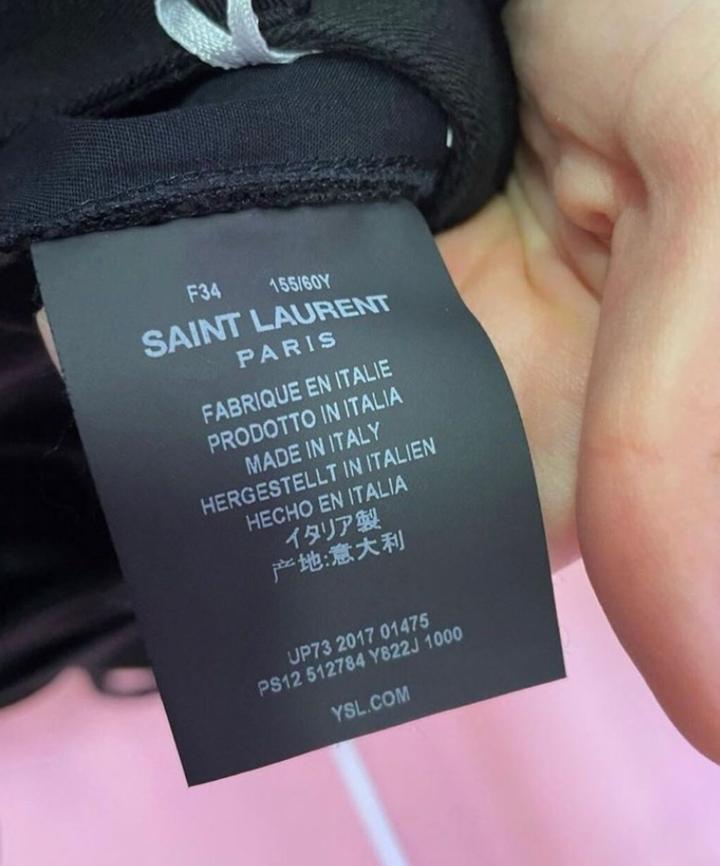 F34 155/60Y
SAINT LAURENT
PARIS
FABRIQUE EN ITALIE
PRODOTTO IN ITALIA
MADE IN ITALY
HERGESTELLT IN ITALIEN
HECHO EN ITALIA
イタリア製
产地:意大利
UP73 2017 01475
PS12 512784 Y822J 1000
YSL.COM